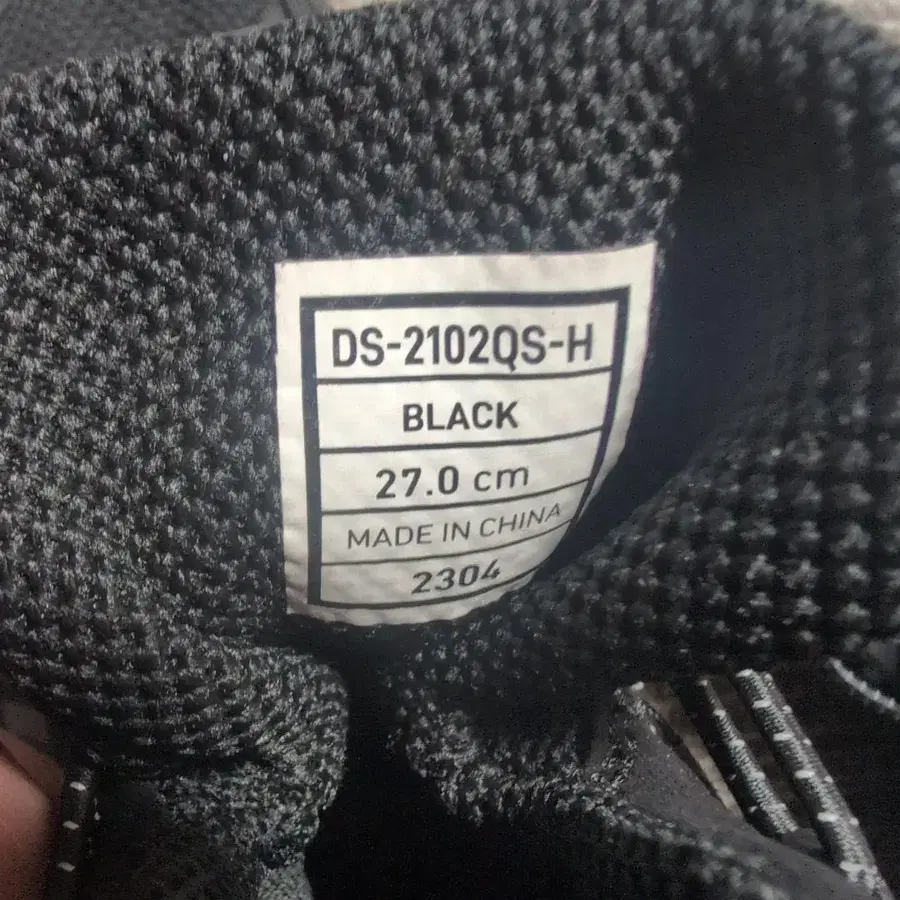 DS-2102QS-H
BLACK
27.0 cm
MADE IN CHINA
2304